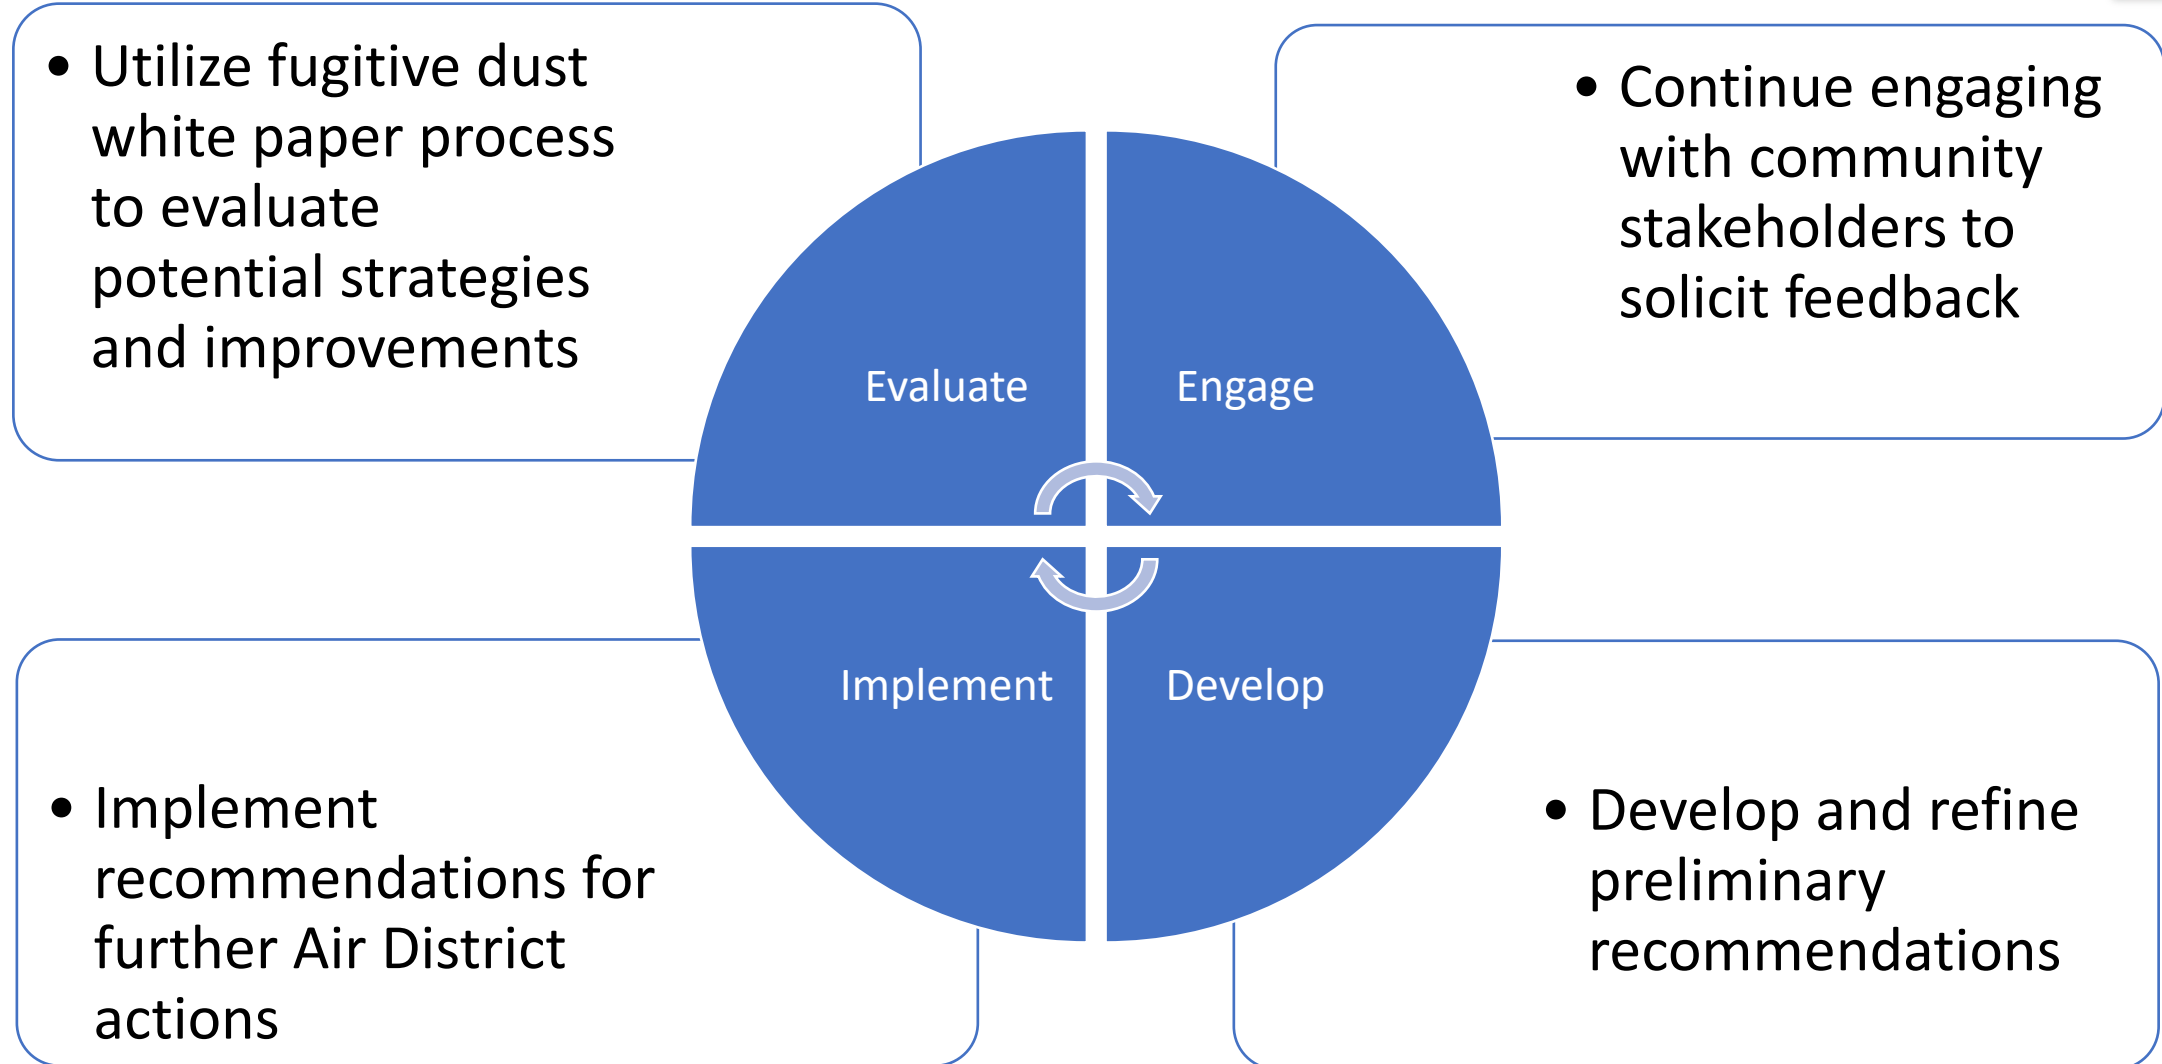 • Utilize fugitive dust
white paper process
to evaluate
potential strategies
and improvements
• Continue engaging
with community
stakeholders to
solicit feedback
Evaluate
Engage
Implement
Develop
• Implement
recommendations for
further Air District
actions
• Develop and refine
preliminary
recommendations